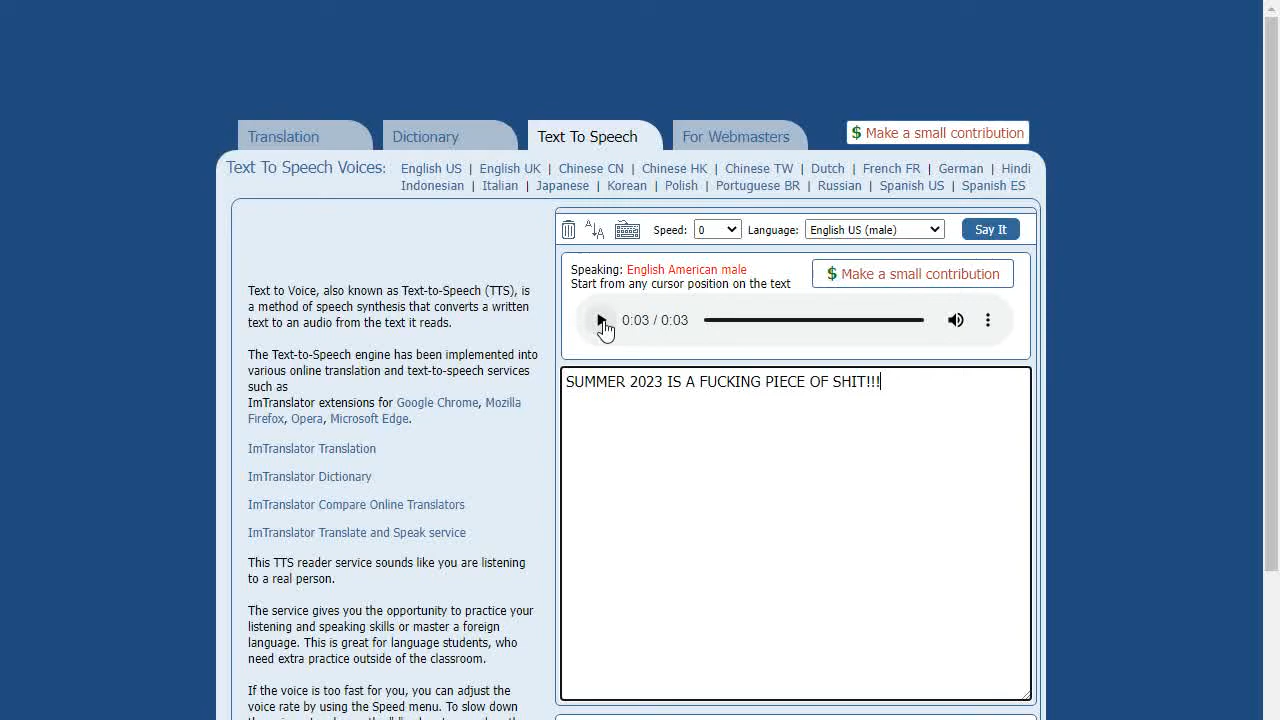 Translation
Dictionary
Text To Speech
For Webmasters
$ Make a small contribution
Text To Speech Voices: English US | English UK | Chinese CN | Chinese HK | Chinese TW | Dutch | French FR | German | Hindi
Indonesian | Italian | Japanese | Korean | Polish | Portuguese BR | Russian | Spanish US | Spanish ES
Speed: 0 Language: English US (male) Say It
Speaking: English American male
Start from any cursor position on the text
$ Make a small contribution
0:03 / 0:03
SUMMER 2023 IS A FUCKING PIECE OF SHIT!!!
Text to Voice, also known as Text-to-Speech (TTS), is
a method of speech synthesis that converts a written
text to an audio from the text it reads.
The Text-to-Speech engine has been implemented into
various online translation and text-to-speech services
such as
ImTranslator extensions for Google Chrome, Mozilla
Firefox, Opera, Microsoft Edge.
ImTranslator Translation
ImTranslator Dictionary
ImTranslator Compare Online Translators
ImTranslator Translate and Speak service
This TTS reader service sounds like you are listening
to a real person.
The service gives you the opportunity to practice your
listening and speaking skills or master a foreign
language. This is great for language students, who
need extra practice outside of the classroom.
If the voice is too fast for you, you can adjust the
voice rate by using the Speed menu. To slow down